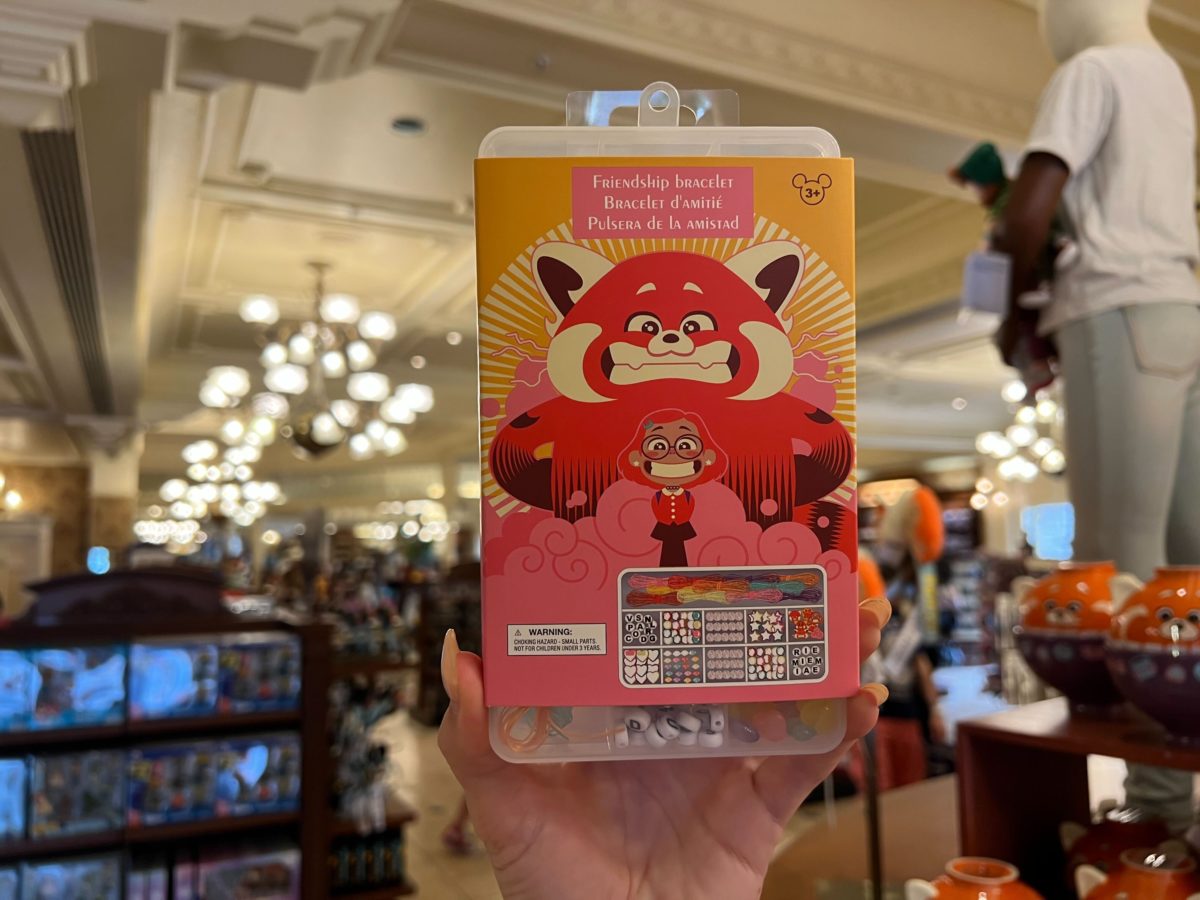 Friendship bracelet
Bracelet d'amitié
Pulsera de la amistad
3+
⚠ WARNING:
CHOKING HAZARD - SMALL PARTS.
NOT FOR CHILDREN UNDER 3 YEARS.